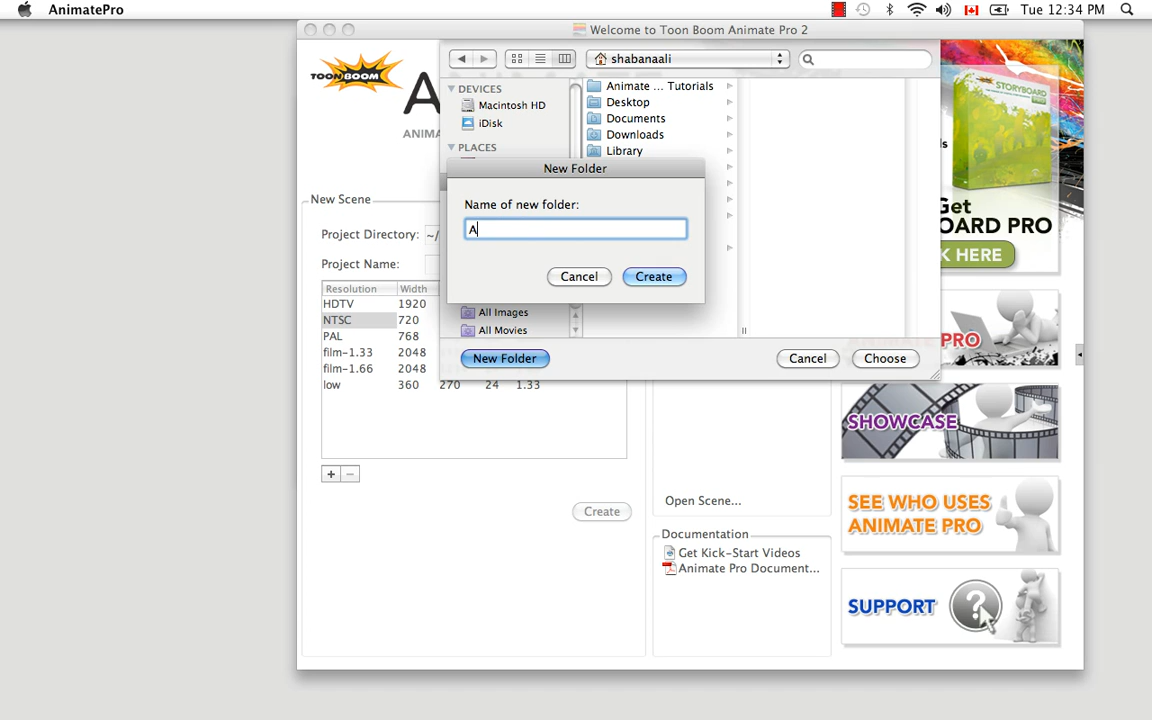 AnimatePro
Tue 12:34 PM
Welcome to Toon Boom Animate Pro 2
TOONBOOM
shabanaali
DEVICES
Macintosh HD
iDisk
PLACES
Animate ... Tutorials
Desktop
Documents
Downloads
Library
New Folder
Name of new folder:
A
Cancel
Create
All Images
All Movies
New Folder
Cancel
Choose
New Scene
Project Directory: ~/
Project Name:
Resolution Width
HDTV 1920
NTSC 720
PAL 768
film-1.33 2048
film-1.66 2048
low 360 270 24 1.33
+ −
Create
Open Scene...
Documentation
Get Kick-Start Videos
Animate Pro Document...
STORYBOARD
Get
OARD PRO
K HERE
PRO
SHOWCASE
SEE WHO USES
ANIMATE PRO
SUPPORT
?